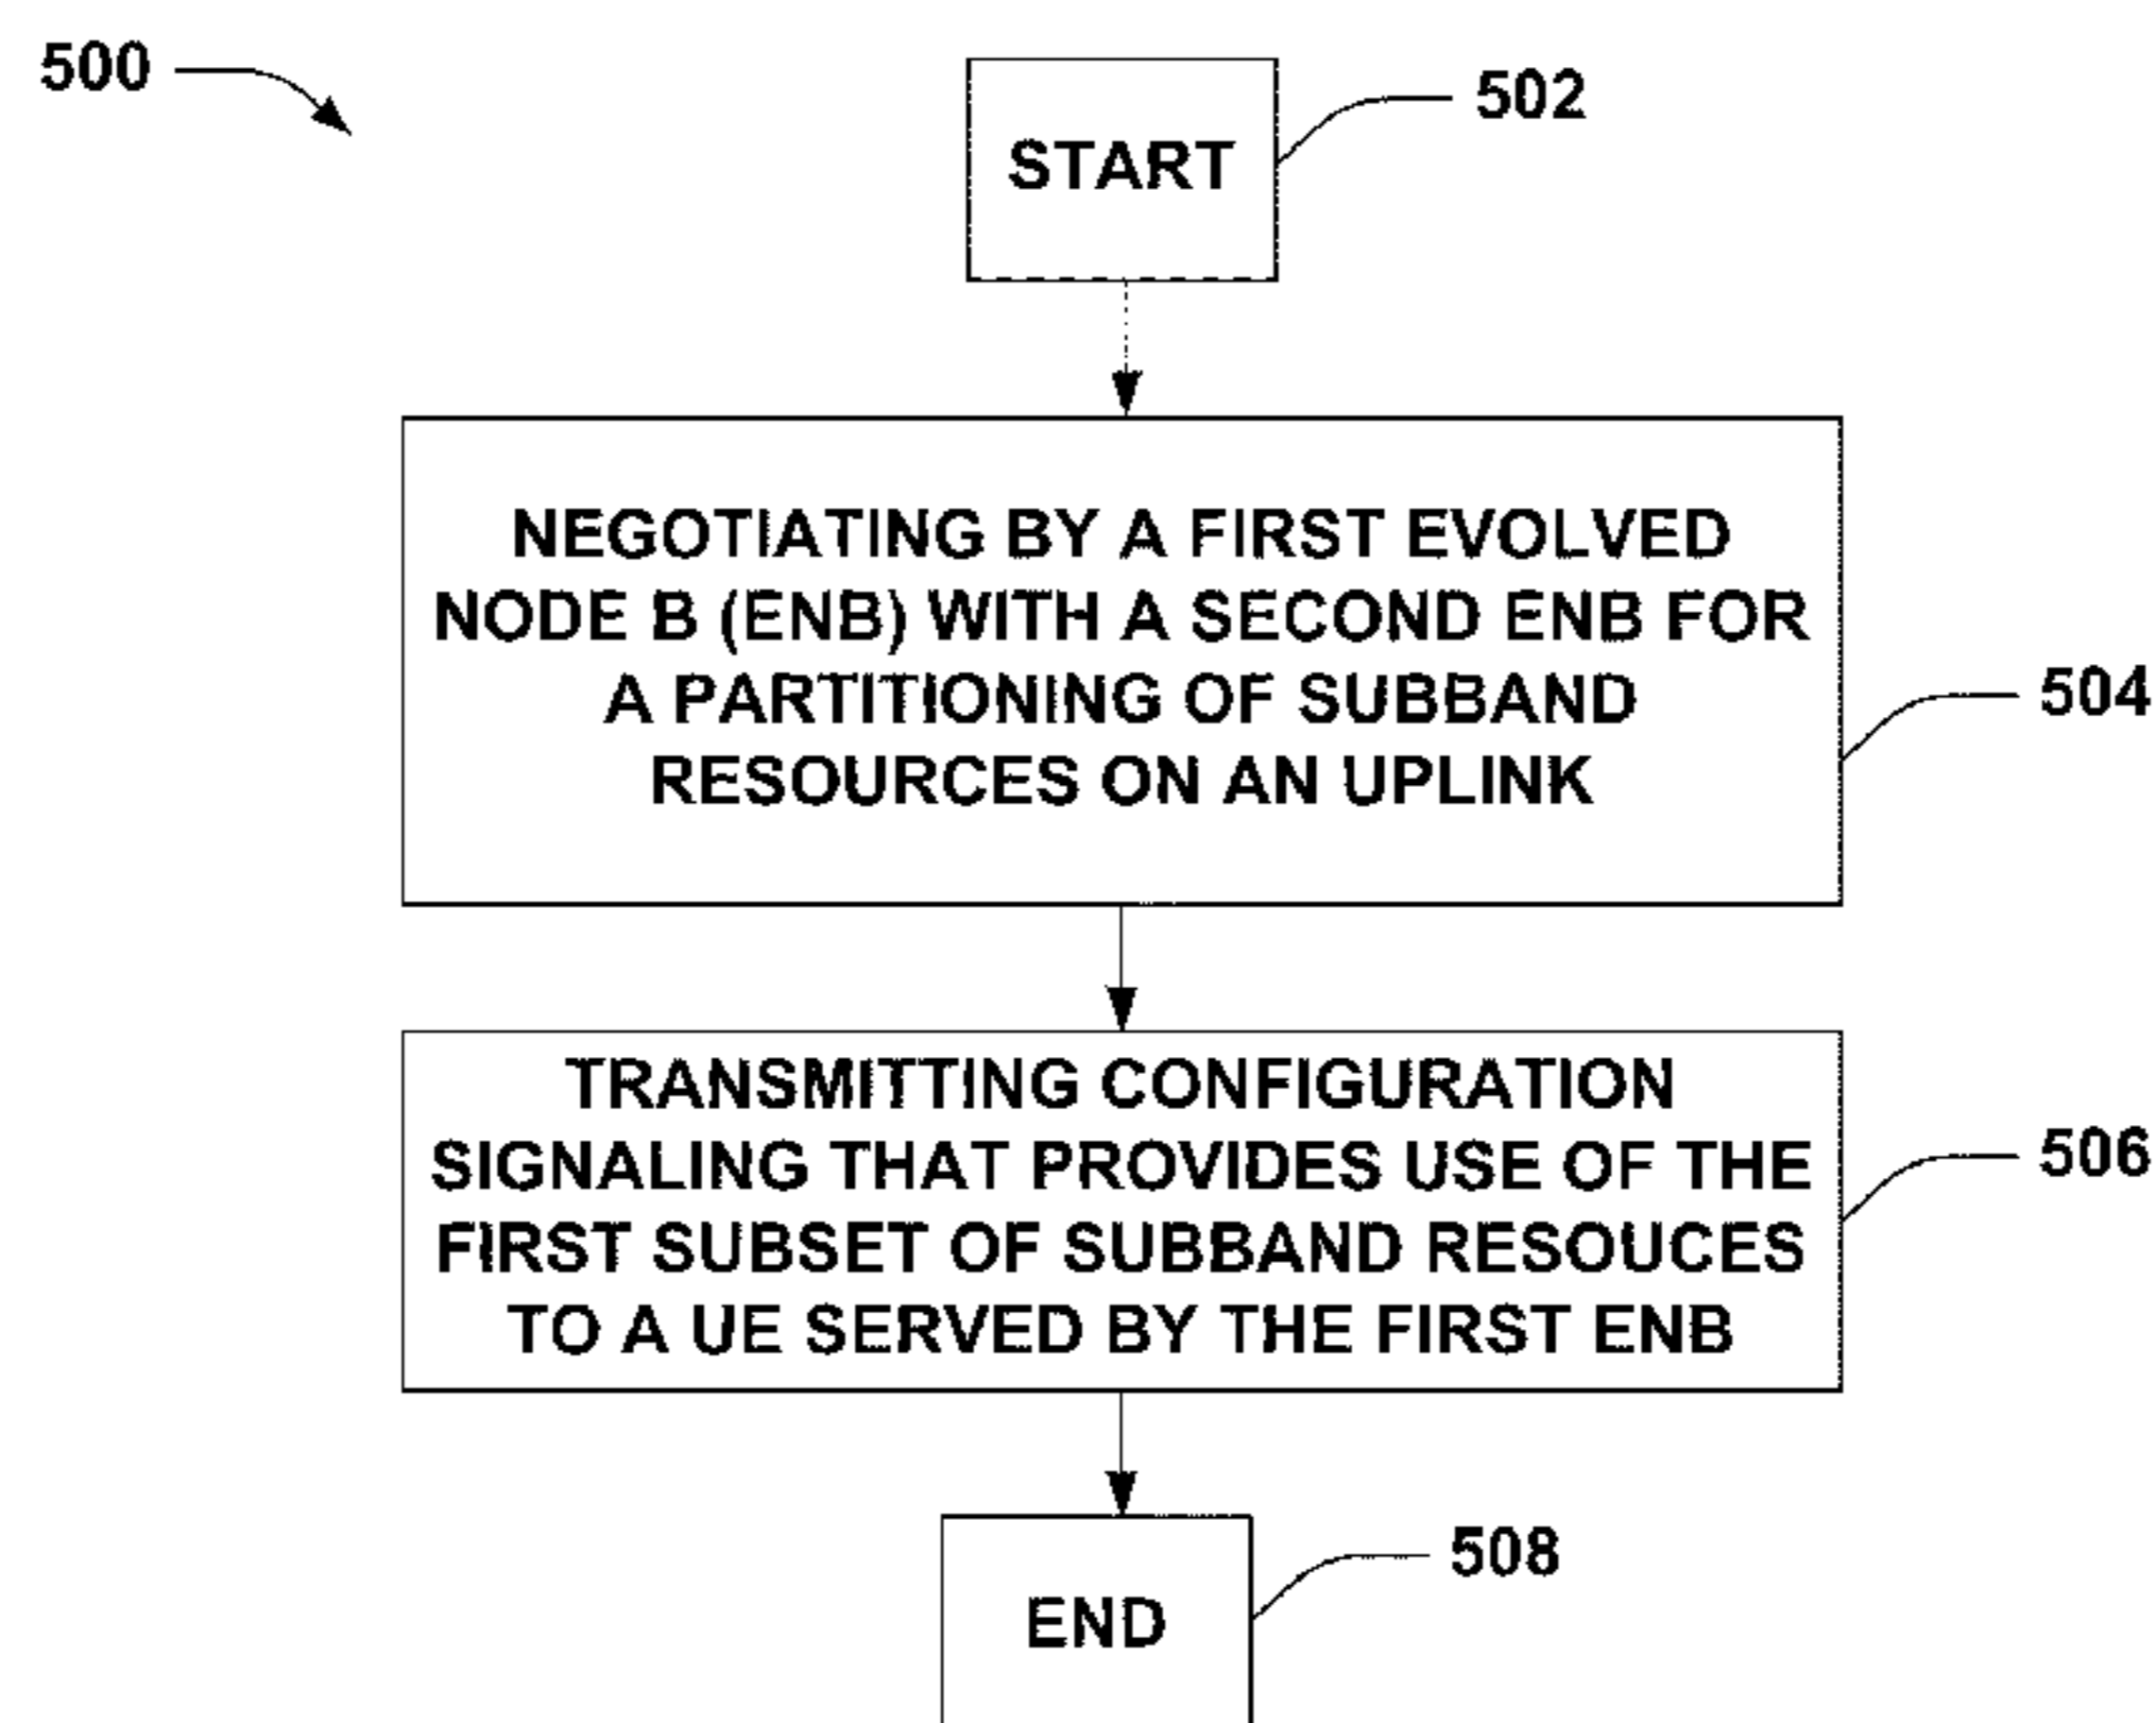 500
START
502
NEGOTIATING BY A FIRST EVOLVED
NODE B (ENB) WITH A SECOND ENB FOR
A PARTITIONING OF SUBBAND
RESOURCES ON AN UPLINK
504
TRANSMITTING CONFIGURATION
SIGNALING THAT PROVIDES USE OF THE
FIRST SUBSET OF SUBBAND RESOUCES
TO A UE SERVED BY THE FIRST ENB
506
END
508